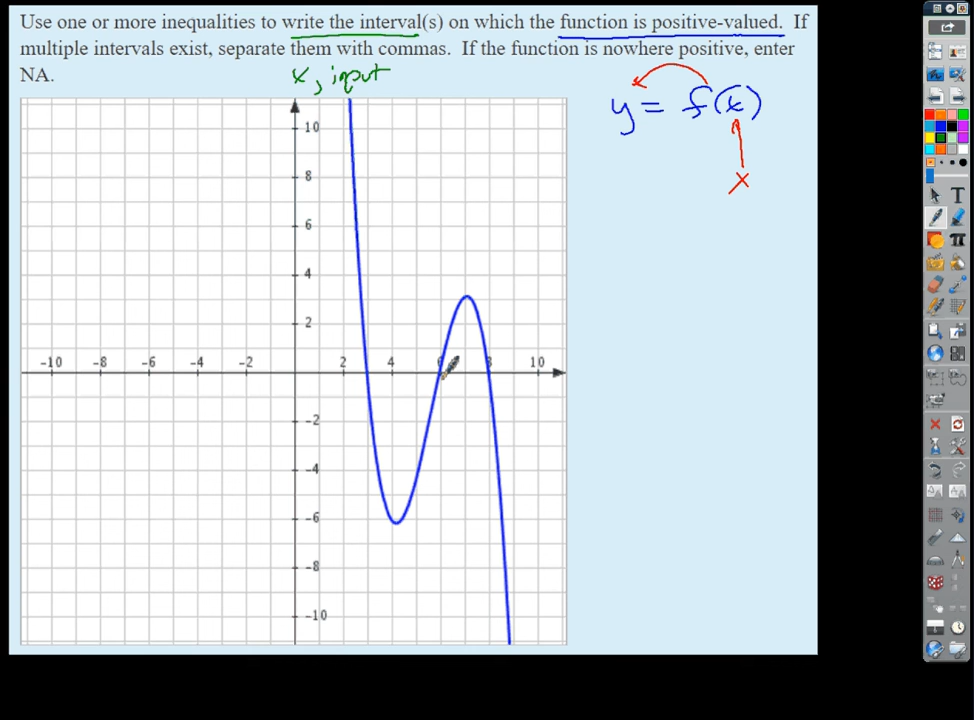 Use one or more inequalities to write the interval(s) on which the function is positive-valued. If
multiple intervals exist, separate them with commas. If the function is nowhere positive, enter
NA.
x, input
y = f(x)
x
10
8
6
4
2
-10 -8 -6 -4 -2 2 4 6 8 10
-2
-4
-6
-8
-10
T
π